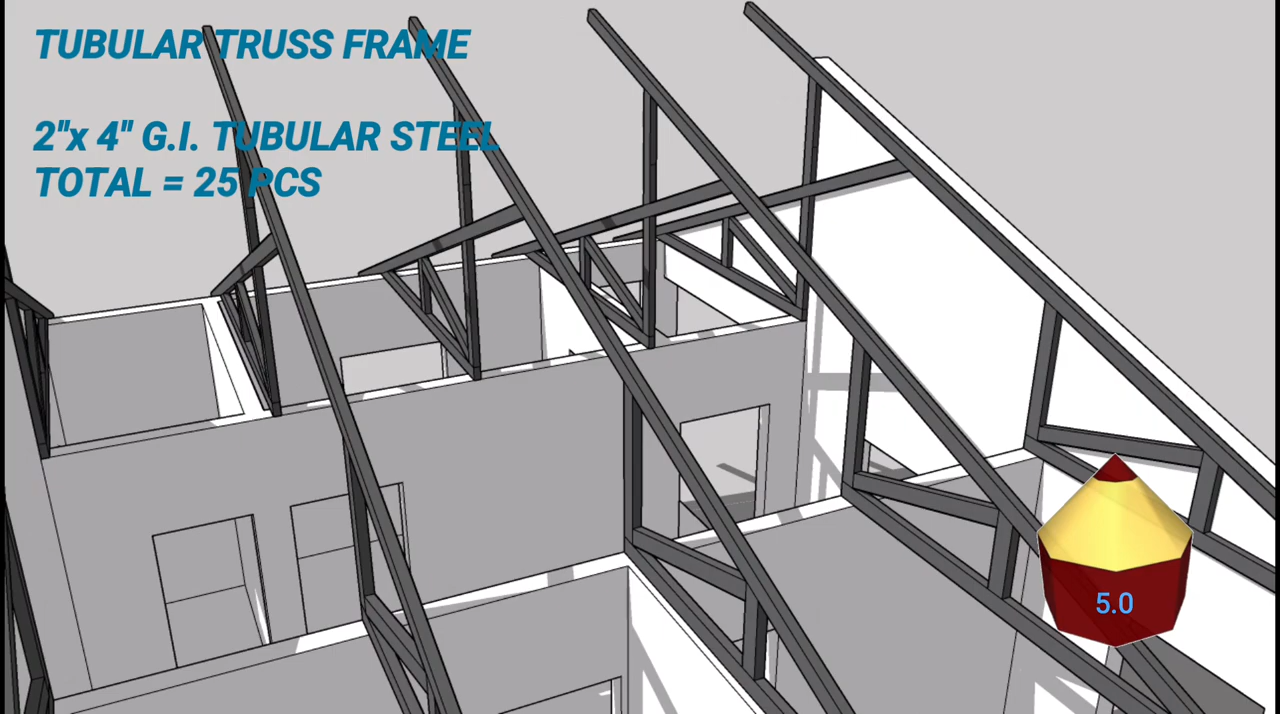 TUBULAR TRUSS FRAME
2"x 4" G.I. TUBULAR STEEL
TOTAL = 25 PCS
5.0